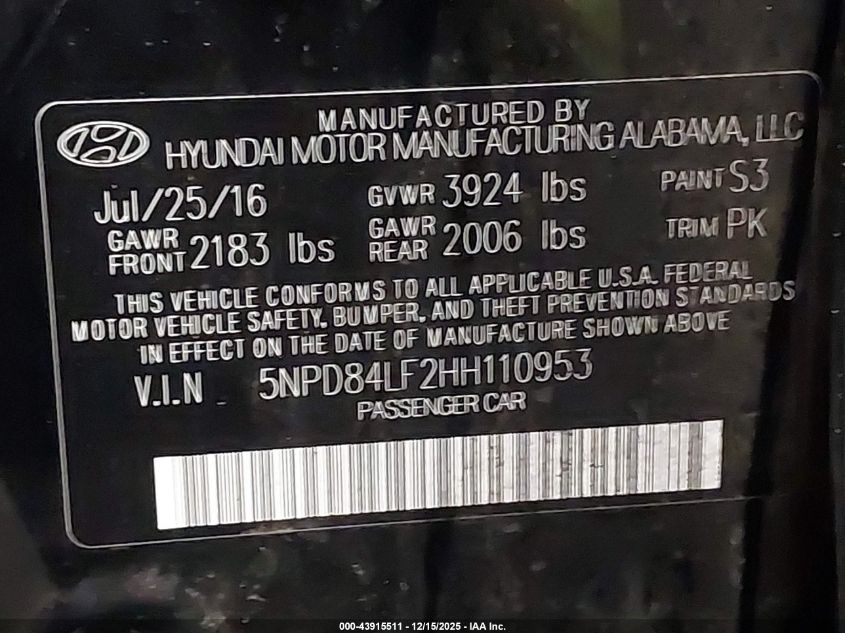 MANUFACTURED BY
HYUNDAI MOTOR MANUFACTURING ALABAMA, LLC
Jul/25/16 GVWR 3924 lbs PAINT S3
GAWR FRONT 2183 lbs GAWR REAR 2006 lbs TRIM PK
THIS VEHICLE CONFORMS TO ALL APPLICABLE U.S.A. FEDERAL
MOTOR VEHICLE SAFETY, BUMPER, AND THEFT PREVENTION STANDARDS
IN EFFECT ON THE DATE OF MANUFACTURE SHOWN ABOVE
V.I.N 5NPD84LF2HH110953
PASSENGER CAR
000-43915511 - 12/15/2025 - IAA Inc.